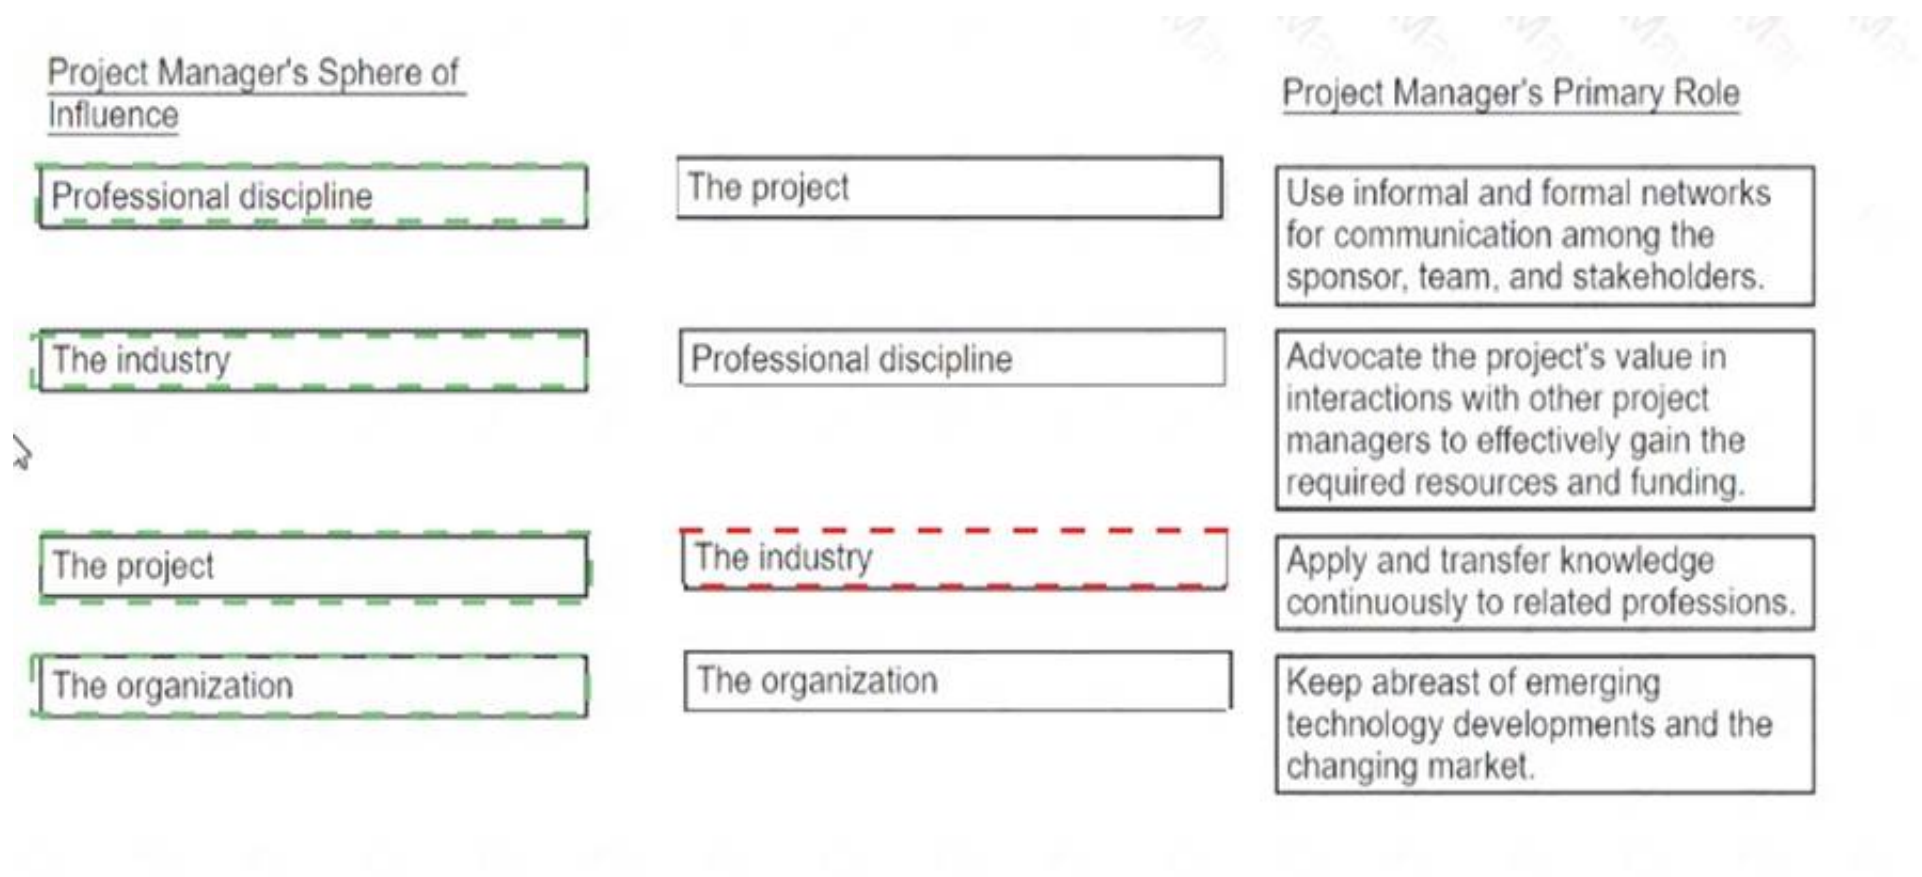 Project Manager's Sphere of
Influence
Project Manager's Primary Role
Professional discipline
The project
Use informal and formal networks
for communication among the
sponsor, team, and stakeholders.
The industry
Professional discipline
Advocate the project's value in
interactions with other project
managers to effectively gain the
required resources and funding.
The project
The industry
Apply and transfer knowledge
continuously to related professions.
The organization
The organization
Keep abreast of emerging
technology developments and the
changing market.